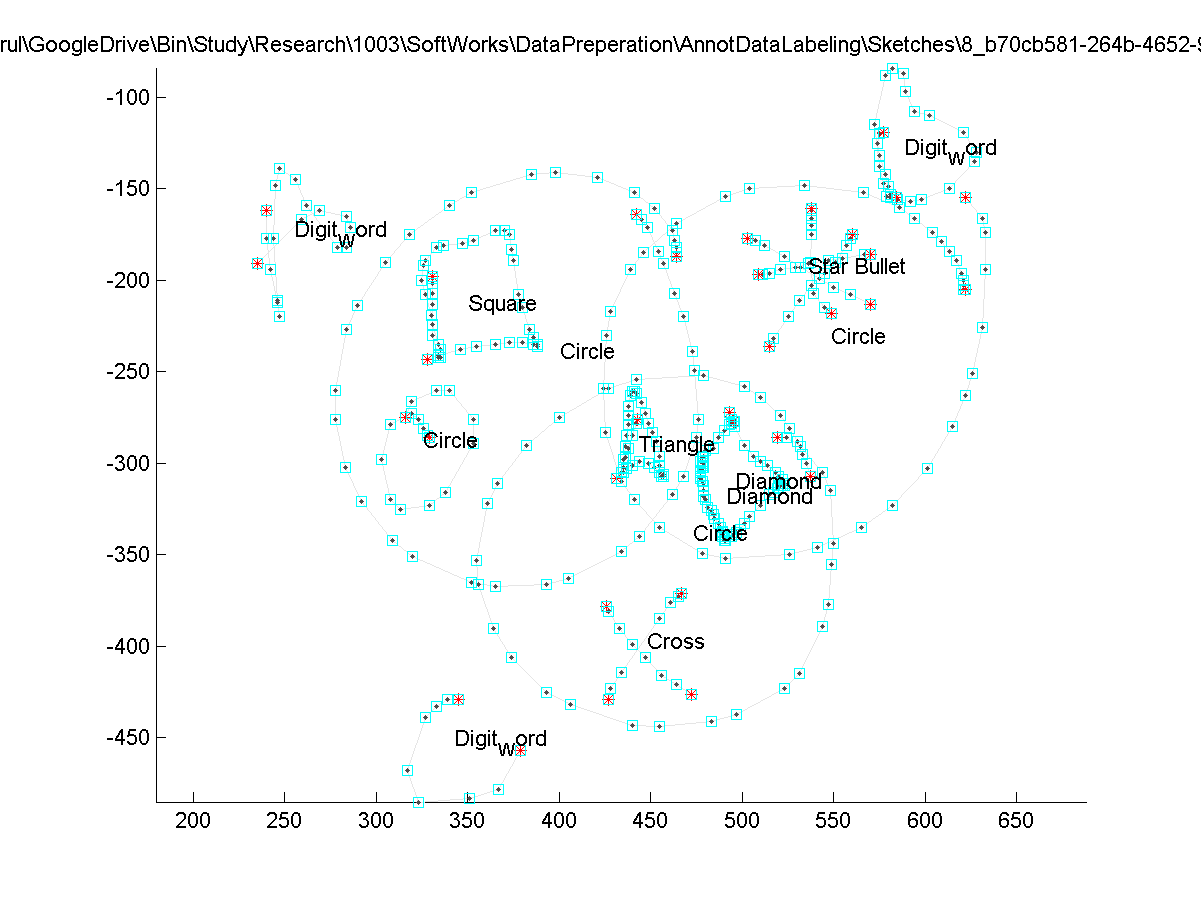 rul\GoogleDrive\Bin\Study\Research\1003\SoftWorks\DataPreperation\AnnotDataLabeling\Sketches\8_b70cb581-264b-4652-9
-100
-150
-200
-250
-300
-350
-400
-450
Digit_word
Digit_word
Star Bullet
Square
Circle
Circle
Circle
Triangle
Diamond
Diamond
Circle
Cross
Digit_word
200 250 300 350 400 450 500 550 600 650